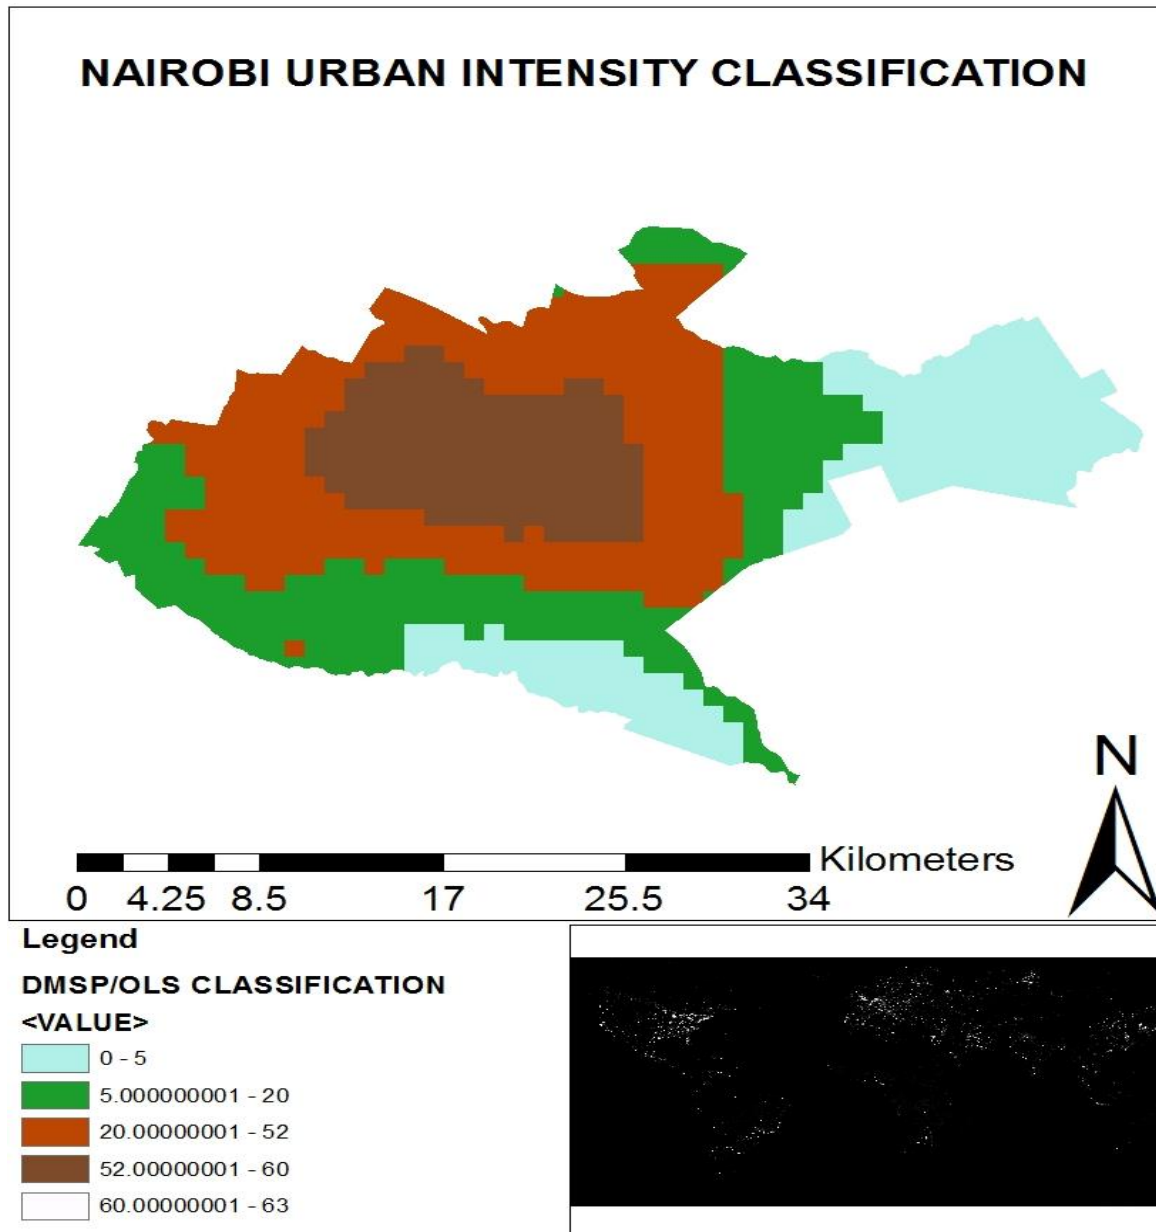 NAIROBI URBAN INTENSITY CLASSIFICATION
N
Kilometers
0 4.25 8.5 17 25.5 34
Legend
DMSP/OLS CLASSIFICATION
<VALUE>
0 - 5
5.000000001 - 20
20.00000001 - 52
52.00000001 - 60
60.00000001 - 63